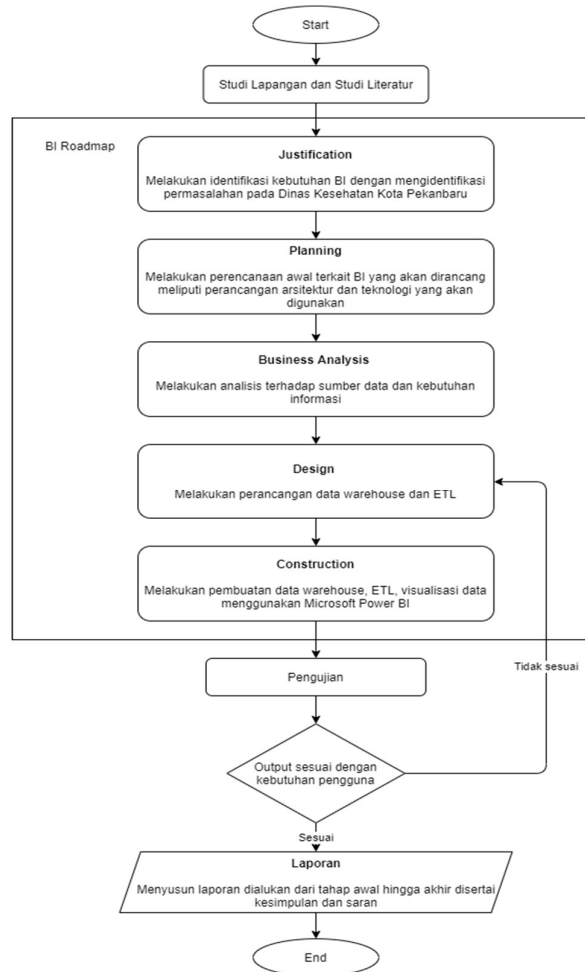 Start
Studi Lapangan dan Studi Literatur
BI Roadmap
Justification
Melakukan identifikasi kebutuhan BI dengan mengidentifikasi
permasalahan pada Dinas Kesehatan Kota Pekanbaru
Planning
Melakukan perencanaan awal terkait BI yang akan dirancang
meliputi perancangan arsitektur dan teknologi yang akan
digunakan
Business Analysis
Melakukan analisis terhadap sumber data dan kebutuhan
informasi
Design
Melakukan perancangan data warehouse dan ETL
Construction
Melakukan pembuatan data warehouse, ETL, visualisasi data
menggunakan Microsoft Power BI
Pengujian
Tidak sesuai
Output sesuai dengan
kebutuhan pengguna
Sesuai
Laporan
Menyusun laporan dialukan dari tahap awal hingga akhir disertai
kesimpulan dan saran
End